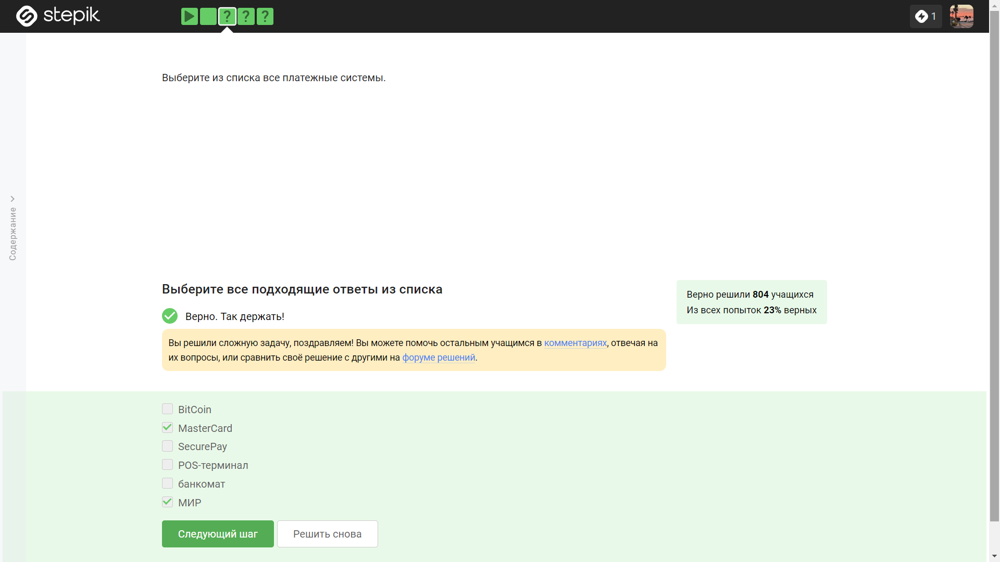 stepik
? ? ?
1
Содержание
Выберите из списка все платежные системы.
Выберите все подходящие ответы из списка
Верно. Так держать!
Вы решили сложную задачу, поздравляем! Вы можете помочь остальным учащимся в комментариях, отвечая на
их вопросы, или сравнить своё решение с другими на форуме решений.
Верно решили 804 учащихся
Из всех попыток 23% верных
BitCoin
MasterCard
SecurePay
POS-терминал
банкомат
МИР
Следующий шаг
Решить снова